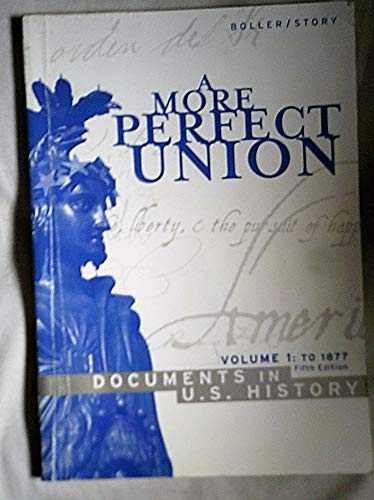 orden del
BOLLER/STORY
A
MORE
PERFECT
UNION
liberty, & the pursuit of happ
Americ
VOLUME 1: TO 1877
Fifth Edition
DOCUMENTS IN
U.S. HISTORY